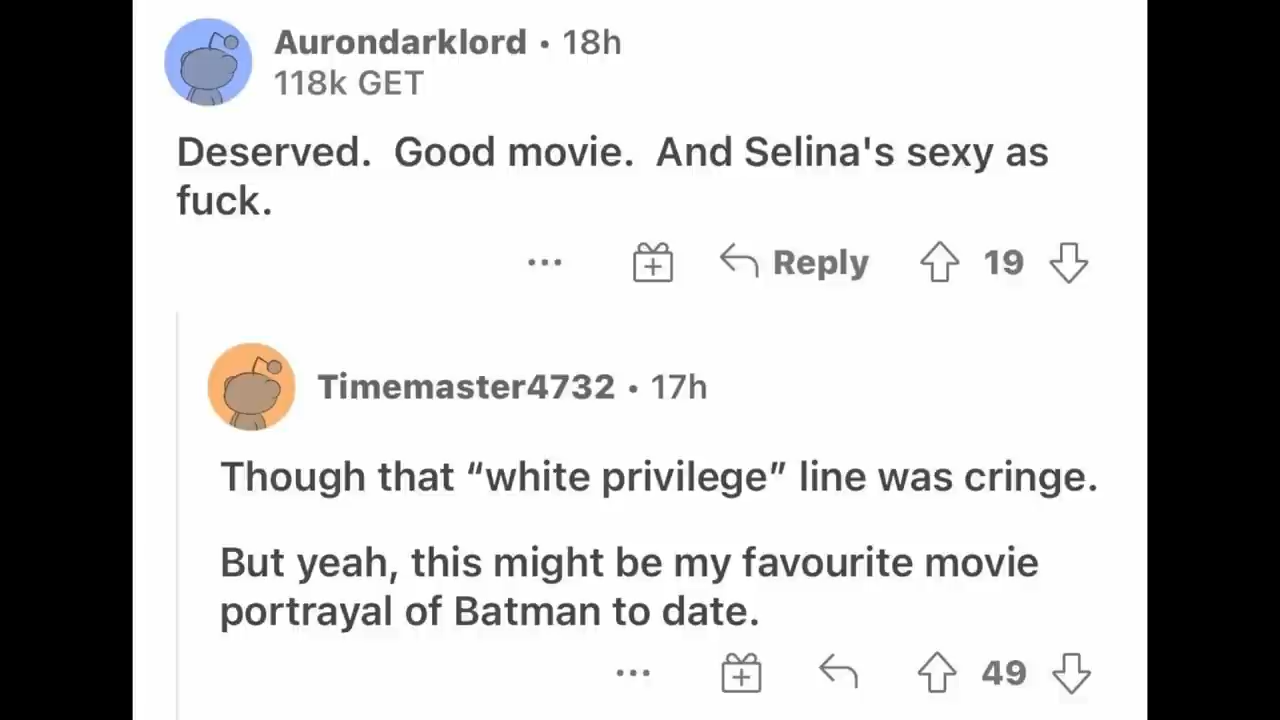 Aurondarklord • 18h
118k GET
Deserved.  Good movie.  And Selina's sexy as
fuck.
... Reply 19
Timemaster4732 • 17h
Though that “white privilege” line was cringe.
But yeah, this might be my favourite movie
portrayal of Batman to date.
... 49